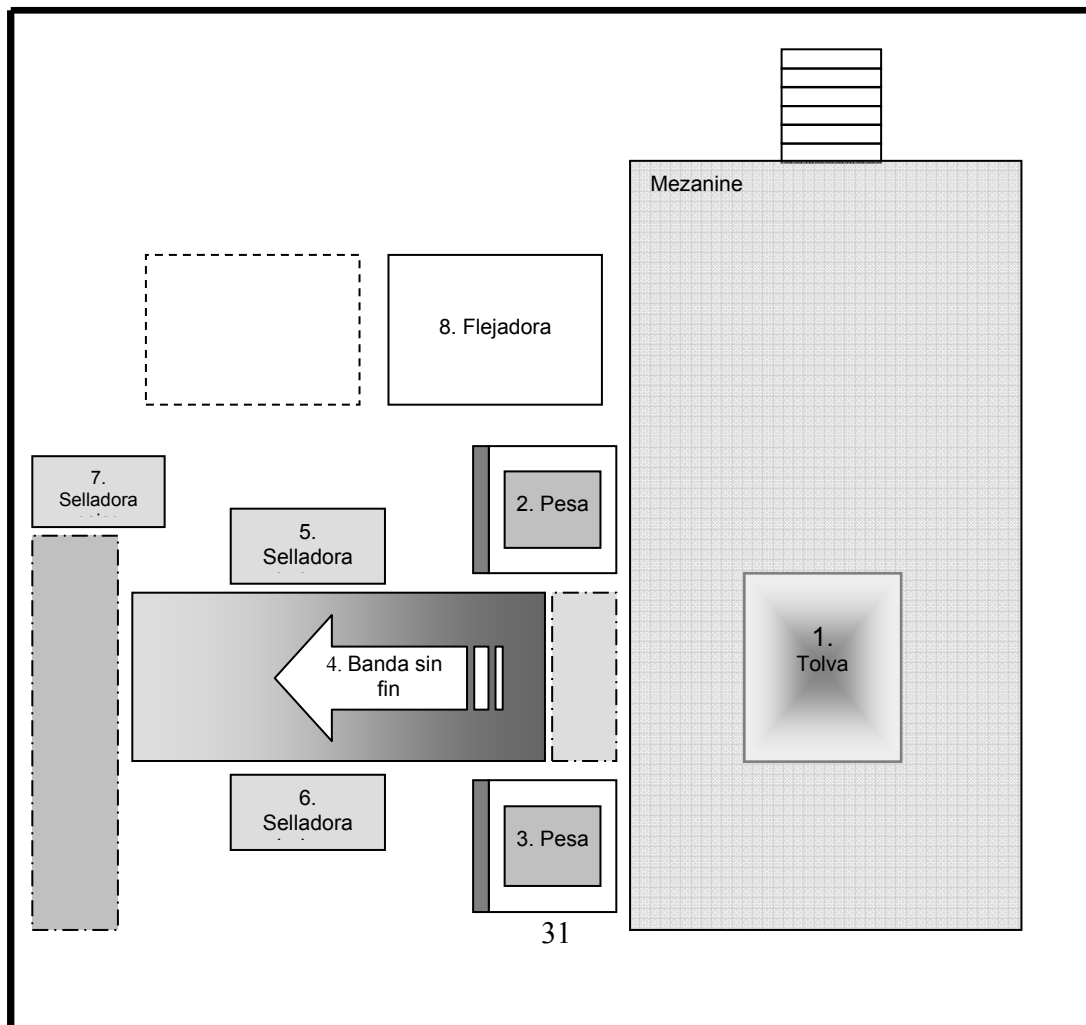 Mezanine
8. Flejadora
7.
Selladora
2. Pesa
5.
Selladora
1.
Tolva
4. Banda sin
fin
6.
Selladora
3. Pesa
31